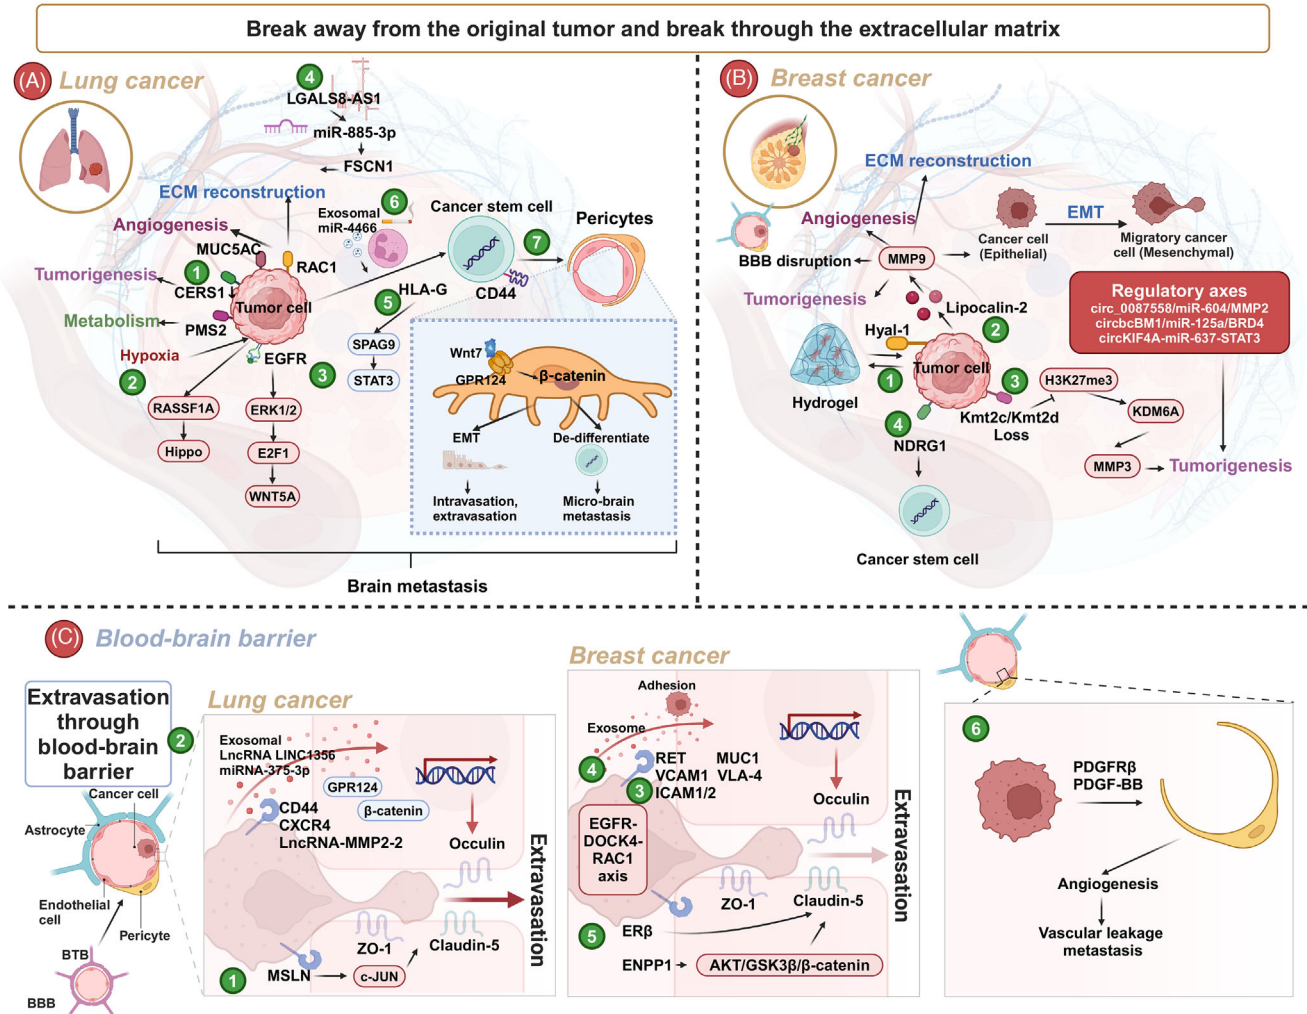 Break away from the original tumor and break through the extracellular matrix
(A) Lung cancer
4
LGALS8-AS1
miR-885-3p
FSCN1
ECM reconstruction
Angiogenesis
MUC5AC
RAC1
Tumorigenesis
1
CERS1
Tumor cell
Metabolism
PMS2
Hypoxia
2
EGFR
3
RASSF1A
Hippo
ERK1/2
E2F1
WNT5A
6
Exosomal
miR-4466
Cancer stem cell
7
Pericytes
CD44
5
HLA-G
SPAG9
STAT3
Wnt7
GPR124
β-catenin
EMT
De-differentiate
Intravasation,
extravasation
Micro-brain
metastasis
Brain metastasis
(B) Breast cancer
ECM reconstruction
Angiogenesis
BBB disruption
MMP9
Tumorigenesis
Cancer cell
(Epithelial)
EMT
Migratory cancer
cell (Mesenchymal)
Lipocalin-2
2
Hyal-1
Hydrogel
1
Tumor cell
3
Kmt2c/Kmt2d
Loss
4
NDRG1
Cancer stem cell
Regulatory axes
circ_0087558/miR-604/MMP2
circbcBM1/miR-125a/BRD4
circKIF4A-miR-637-STAT3
H3K27me3
KDM6A
MMP3
Tumorigenesis
(C) Blood-brain barrier
Extravasation
through
blood-brain
barrier
Cancer cell
Astrocyte
Endothelial
cell
Pericyte
BTB
BBB
Lung cancer
2
Exosomal
LncRNA LINC1356
miRNA-375-3p
GPR124
β-catenin
CD44
CXCR4
LncRNA-MMP2-2
Occulin
ZO-1
Claudin-5
1
MSLN
c-JUN
Extravasation
Breast cancer
Adhesion
Exosome
4
RET
VCAM1
ICAM1/2
MUC1
VLA-4
3
EGFR-
DOCK4-
RAC1
axis
Occulin
ZO-1
Claudin-5
5
ERβ
ENPP1
AKT/GSK3β/β-catenin
Extravasation
6
PDGFRβ
PDGF-BB
Angiogenesis
Vascular leakage
metastasis